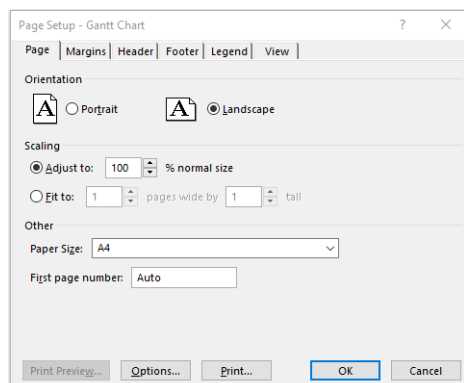 Page Setup - Gantt Chart ? ×
Page Margins Header Footer Legend View
Orientation
A Portrait A Landscape
Scaling
Adjust to: 100 % normal size
Fit to: 1 pages wide by 1 tall
Other
Paper Size: A4
First page number: Auto
Print Preview... Options... Print... OK Cancel